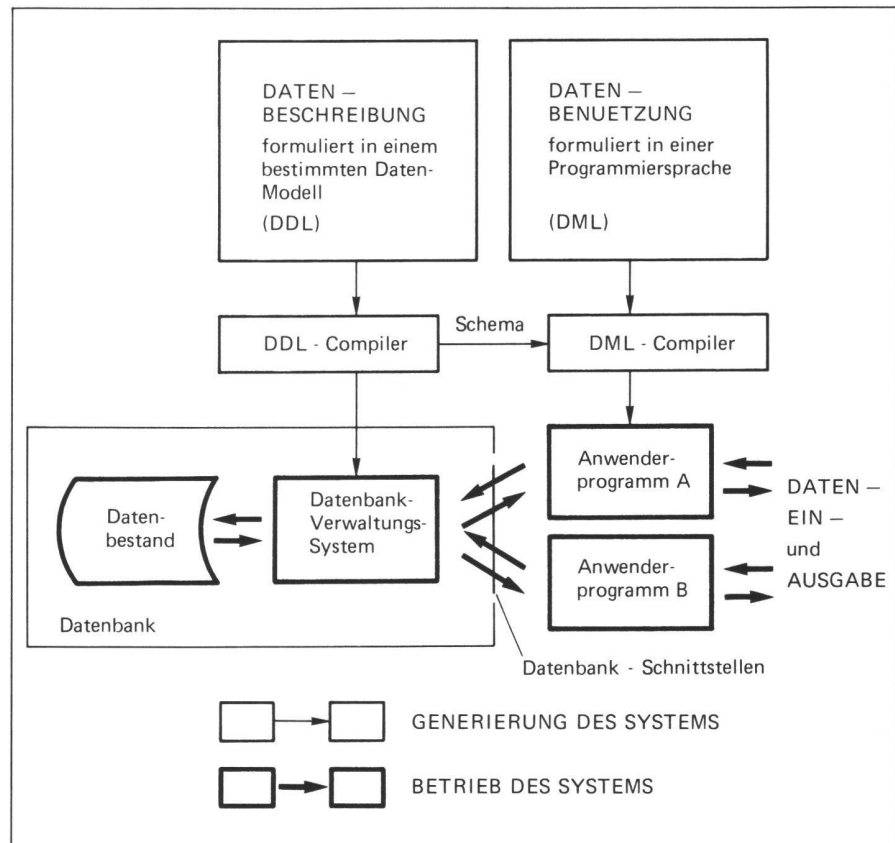 DATEN –
BESCHREIBUNG
formuliert in einem
bestimmten Daten-
Modell
(DDL)
DATEN –
BENUETZUNG
formuliert in einer
Programmiersprache
(DML)
DDL - Compiler
Schema
DML - Compiler
Daten-
bestand
Datenbank-
Verwaltungs-
System
Anwender-
programm A
Anwender-
programm B
DATEN –
EIN –
und
AUSGABE
Datenbank
Datenbank - Schnittstellen
GENERIERUNG DES SYSTEMS
BETRIEB DES SYSTEMS